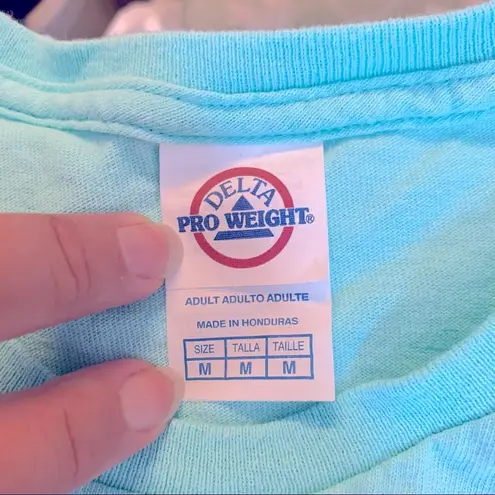 DELTA
PRO WEIGHT®
ADULT ADULTO ADULTE
MADE IN HONDURAS
SIZE TALLA TAILLE
M M M